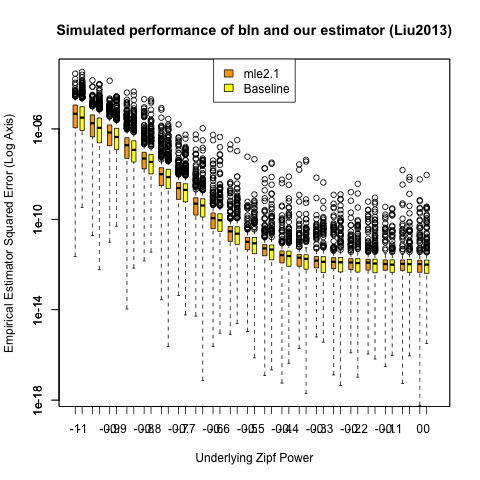 Simulated performance of bln and our estimator (Liu2013)
mle2.1
Baseline
Empirical Estimator Squared Error (Log Axis)
1e-06
1e-10
1e-14
1e-18
Underlying Zipf Power